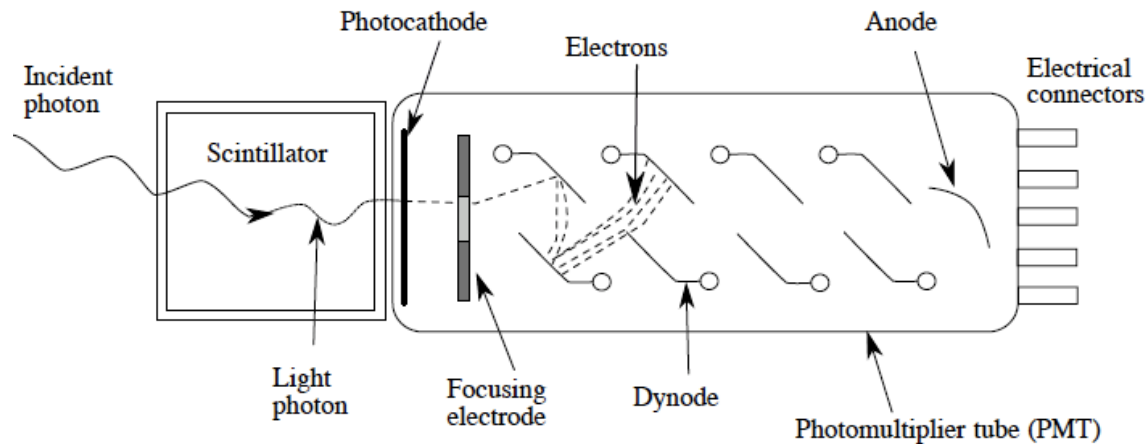 Photocathode
Electrons
Anode
Incident
photon
Electrical
connectors
Scintillator
Light
photon
Focusing
electrode
Dynode
Photomultiplier tube (PMT)